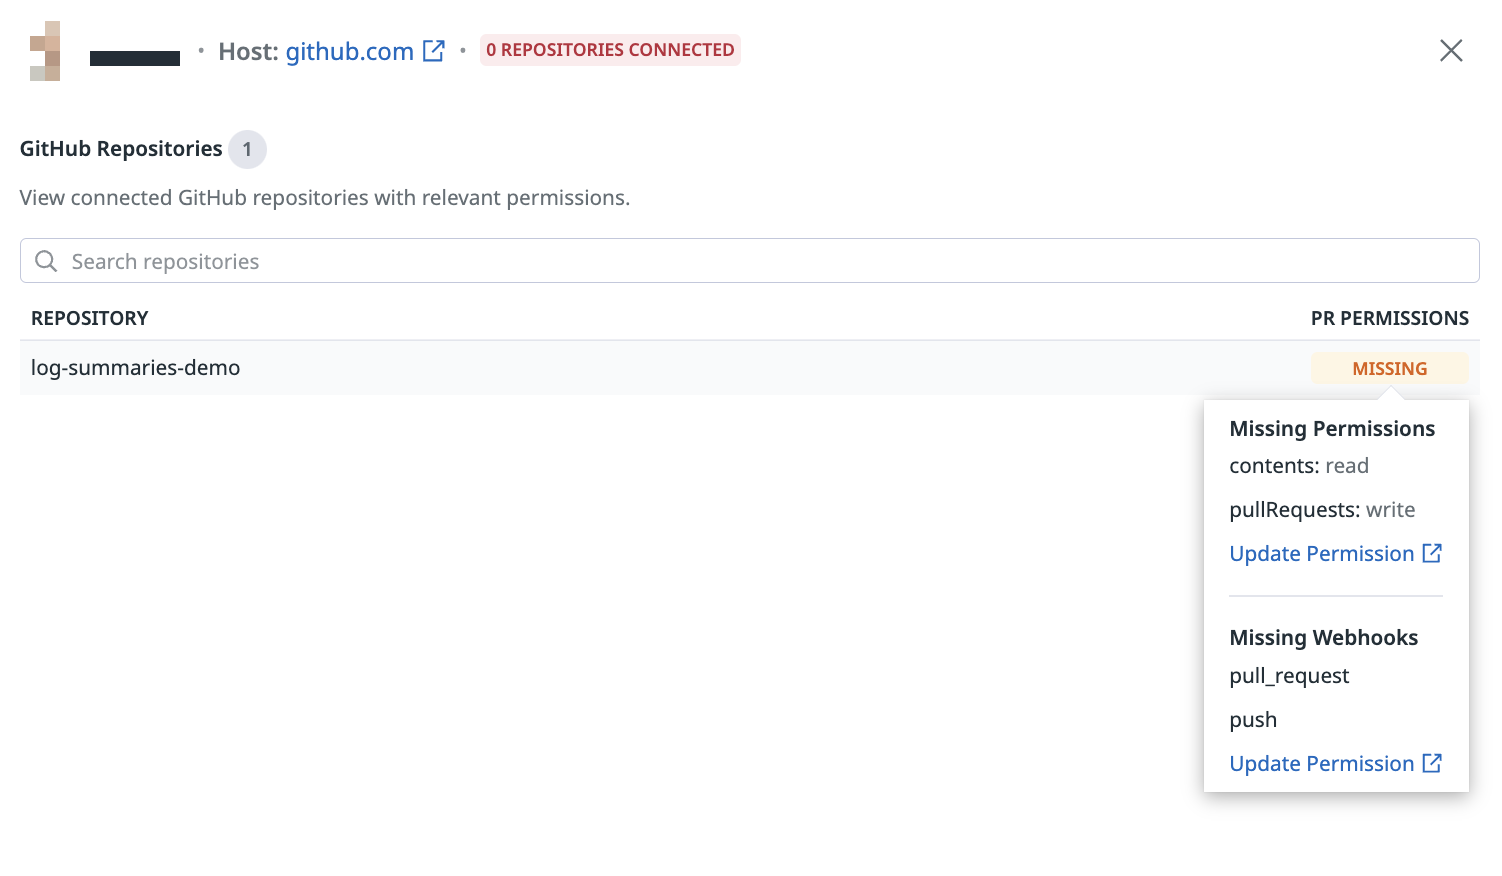 • Host: github.com • 0 REPOSITORIES CONNECTED
GitHub Repositories 1
View connected GitHub repositories with relevant permissions.
Search repositories
REPOSITORY PR PERMISSIONS
log-summaries-demo MISSING
Missing Permissions
contents: read
pullRequests: write
Update Permission
Missing Webhooks
pull_request
push
Update Permission